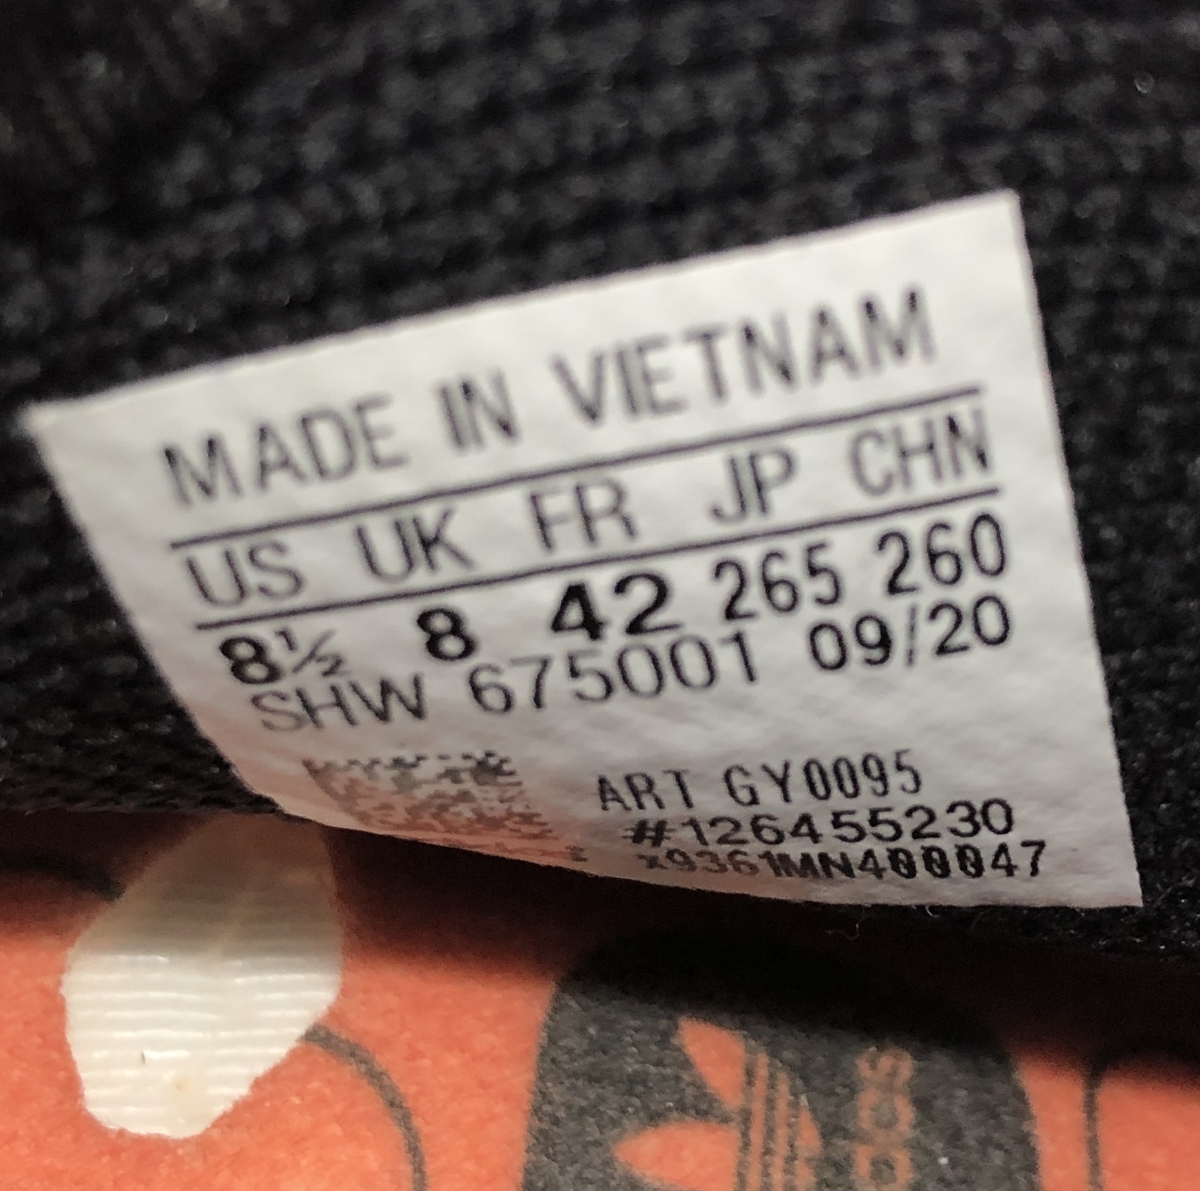 MADE IN VIETNAM
US UK FR JP CHN
8½ 8 42 265 260
SHW 675001 09/20
ART GY0095
#126455230
x9361MN400047
adidas